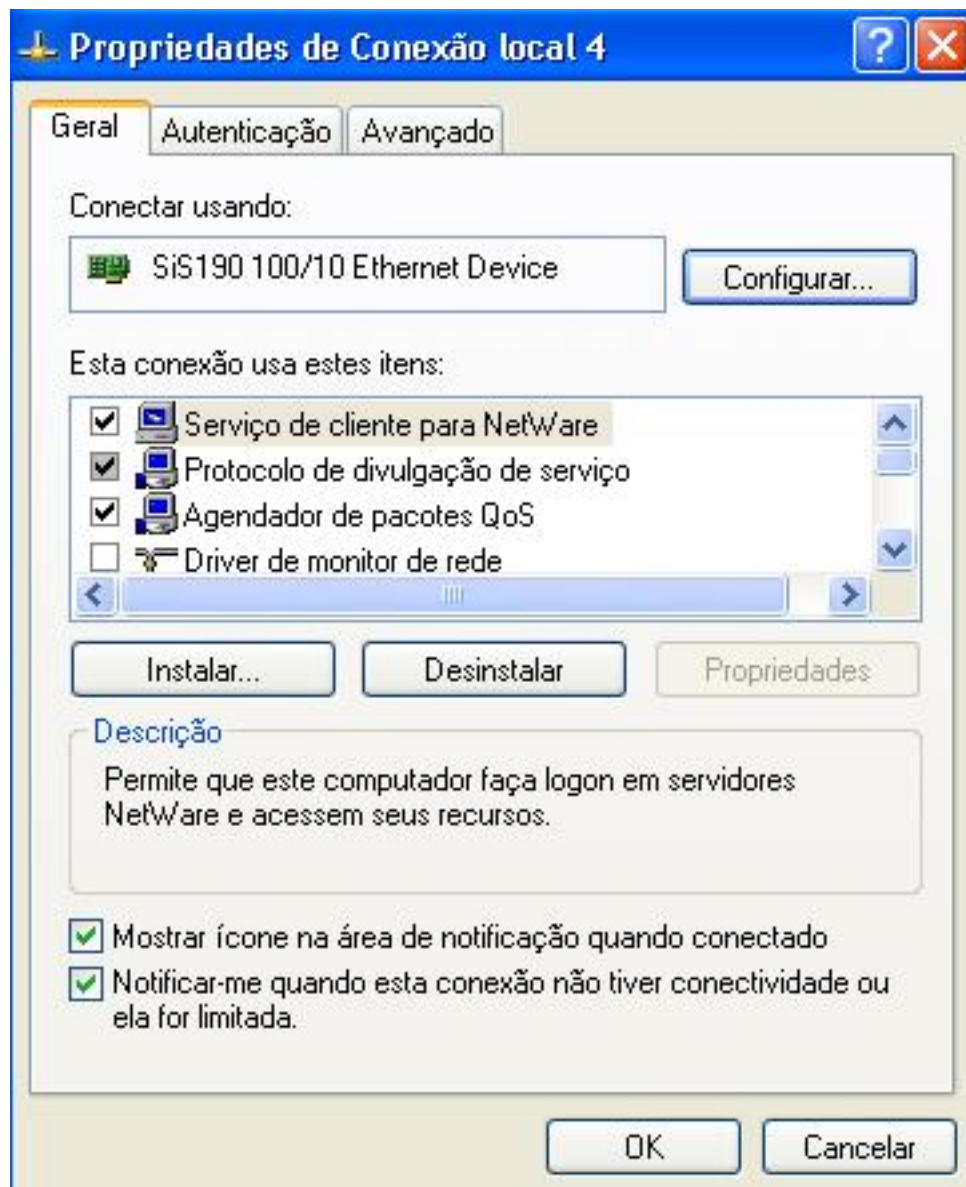 Propriedades de Conexão local 4
Geral
Autenticação
Avançado
Conectar usando:
SiS190 100/10 Ethernet Device
Configurar...
Esta conexão usa estes itens:
Serviço de cliente para NetWare
Protocolo de divulgação de serviço
Agendador de pacotes QoS
Driver de monitor de rede
Instalar...
Desinstalar
Propriedades
Descrição
Permite que este computador faça logon em servidores
NetWare e acessem seus recursos.
Mostrar ícone na área de notificação quando conectado
Notificar-me quando esta conexão não tiver conectividade ou
ela for limitada.
OK
Cancelar